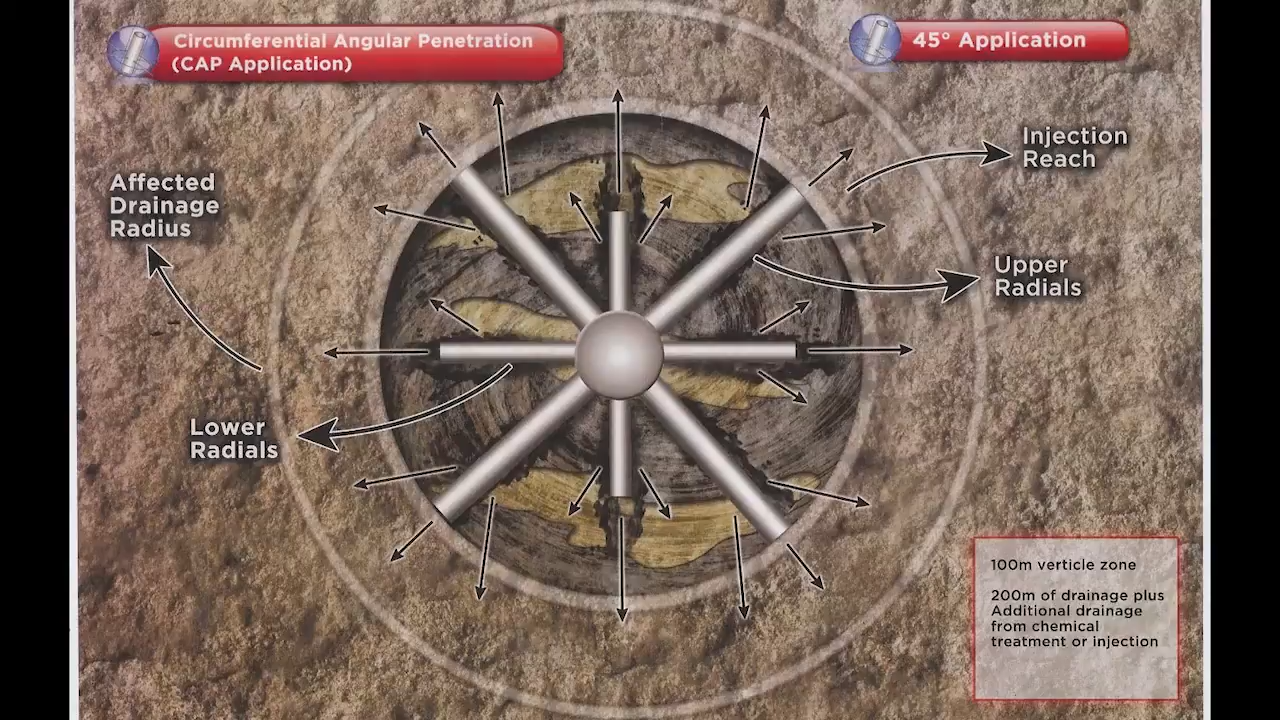 Circumferential Angular Penetration
(CAP Application)
45° Application
Injection
Reach
Affected
Drainage
Radius
Upper
Radials
Lower
Radials
100m verticle zone
200m of drainage plus
Additional drainage
from chemical
treatment or injection